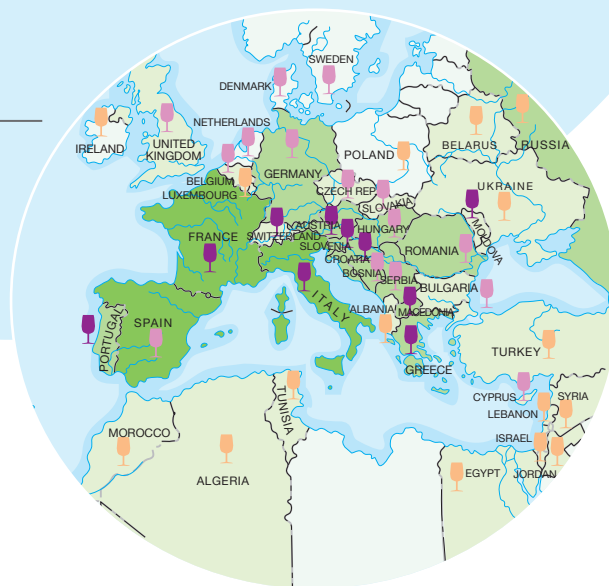 SWEDEN
DENMARK
NETHERLANDS
IRELAND
UNITED
KINGDOM
POLAND
BELARUS
RUSSIA
GERMANY
BELGIUM
LUXEMBOURG
CZECH REP.
SLOVAKIA
UKRAINE
FRANCE
SWITZERLAND
AUSTRIA
HUNGARY
SLOVENIA
CROATIA
MOLDOVA
ROMANIA
BOSNIA
SERBIA
BULGARIA
ITALY
ALBANIA
MACEDONIA
PORTUGAL
SPAIN
GREECE
TURKEY
CYPRUS
SYRIA
LEBANON
TUNISIA
MOROCCO
ISRAEL
ALGERIA
EGYPT
JORDAN